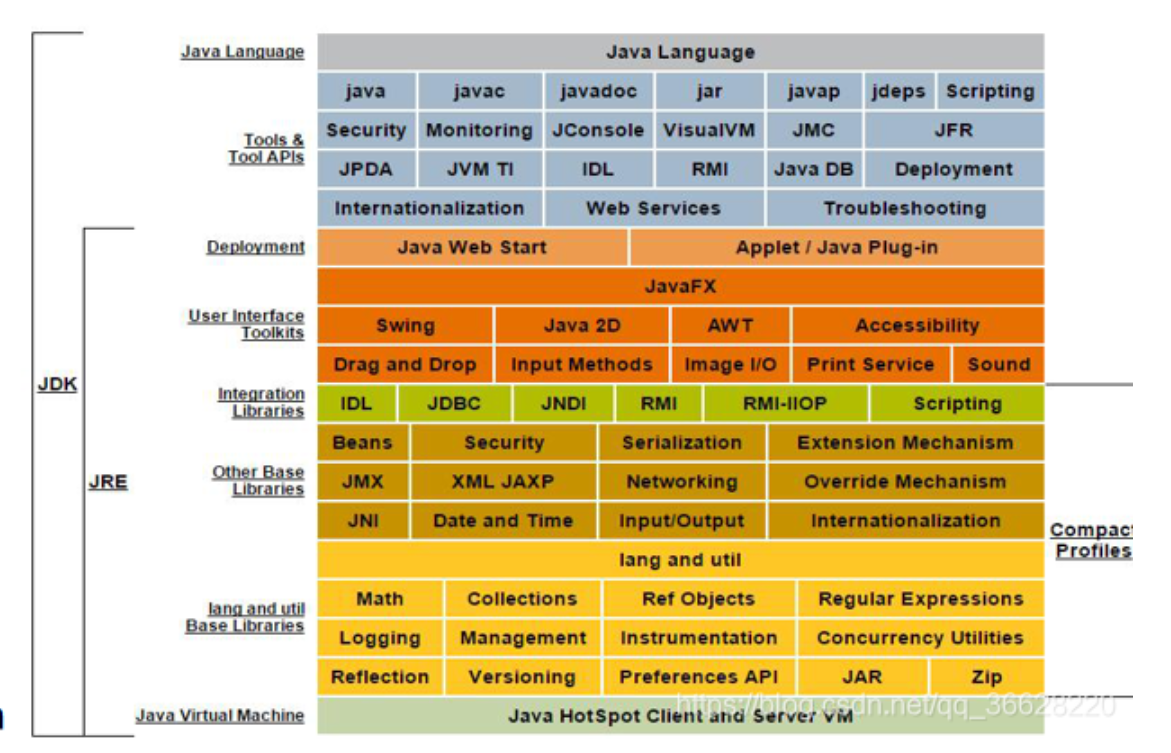 Java Language Java Language
java javac javadoc jar javap jdeps Scripting
Tools & Tool APIs
Security Monitoring JConsole VisualVM JMC JFR
JPDA JVM TI IDL RMI Java DB Deployment
Internationalization Web Services Troubleshooting
Deployment Java Web Start Applet / Java Plug-in
JavaFX
User Interface Toolkits
Swing Java 2D AWT Accessibility
Drag and Drop Input Methods Image I/O Print Service Sound
JDK
Integration Libraries
IDL JDBC JNDI RMI RMI-IIOP Scripting
Beans Security Serialization Extension Mechanism
JRE
Other Base Libraries
JMX XML JAXP Networking Override Mechanism
JNI Date and Time Input/Output Internationalization
Compact
Profiles
lang and util
Math Collections Ref Objects Regular Expressions
lang and util
Base Libraries
Logging Management Instrumentation Concurrency Utilities
Reflection Versioning Preferences API JAR Zip
https://blog.csdn.net/qq_36628220
Java Virtual Machine Java HotSpot Client and Server VM